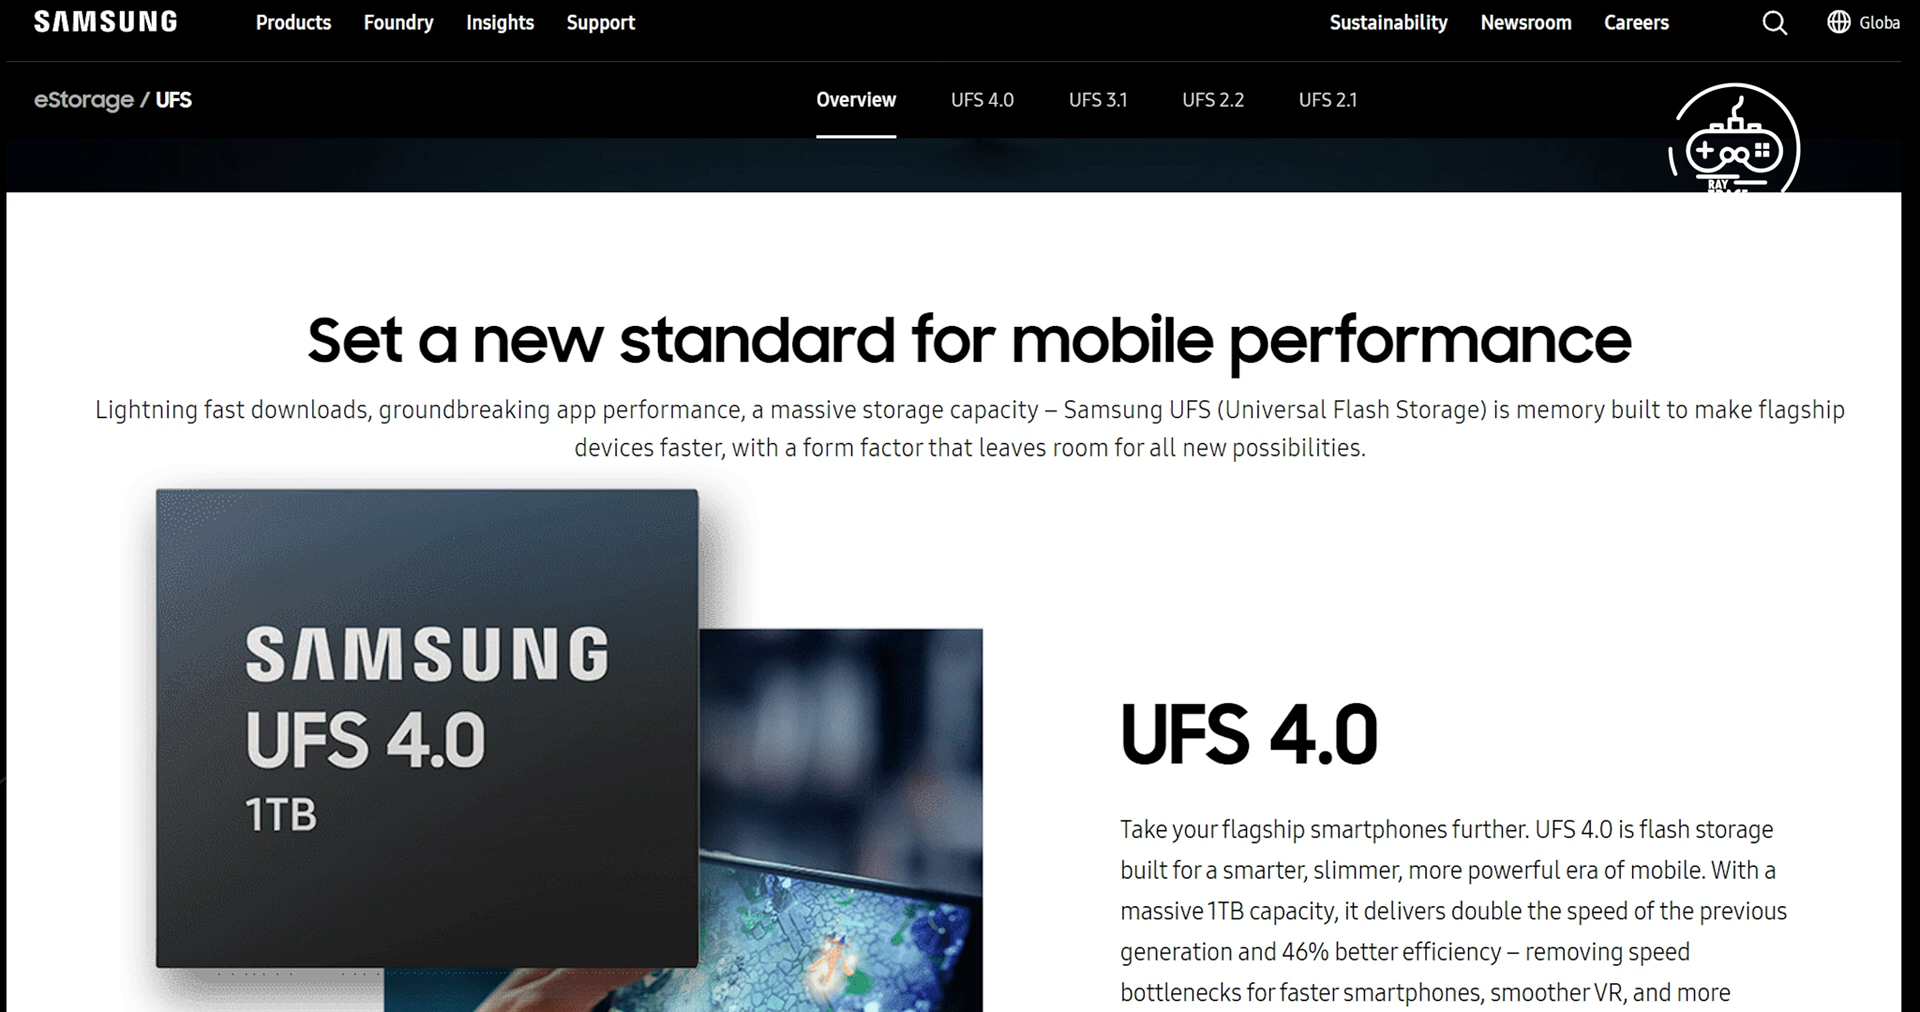 SAMSUNG Products Foundry Insights Support Sustainability Newsroom Careers Globa
eStorage / UFS Overview UFS 4.0 UFS 3.1 UFS 2.2 UFS 2.1
RAY
Set a new standard for mobile performance
Lightning fast downloads, groundbreaking app performance, a massive storage capacity – Samsung UFS (Universal Flash Storage) is memory built to make flagship
devices faster, with a form factor that leaves room for all new possibilities.
SAMSUNG
UFS 4.0
1TB
UFS 4.0
Take your flagship smartphones further. UFS 4.0 is flash storage
built for a smarter, slimmer, more powerful era of mobile. With a
massive 1TB capacity, it delivers double the speed of the previous
generation and 46% better efficiency – removing speed
bottlenecks for faster smartphones, smoother VR, and more